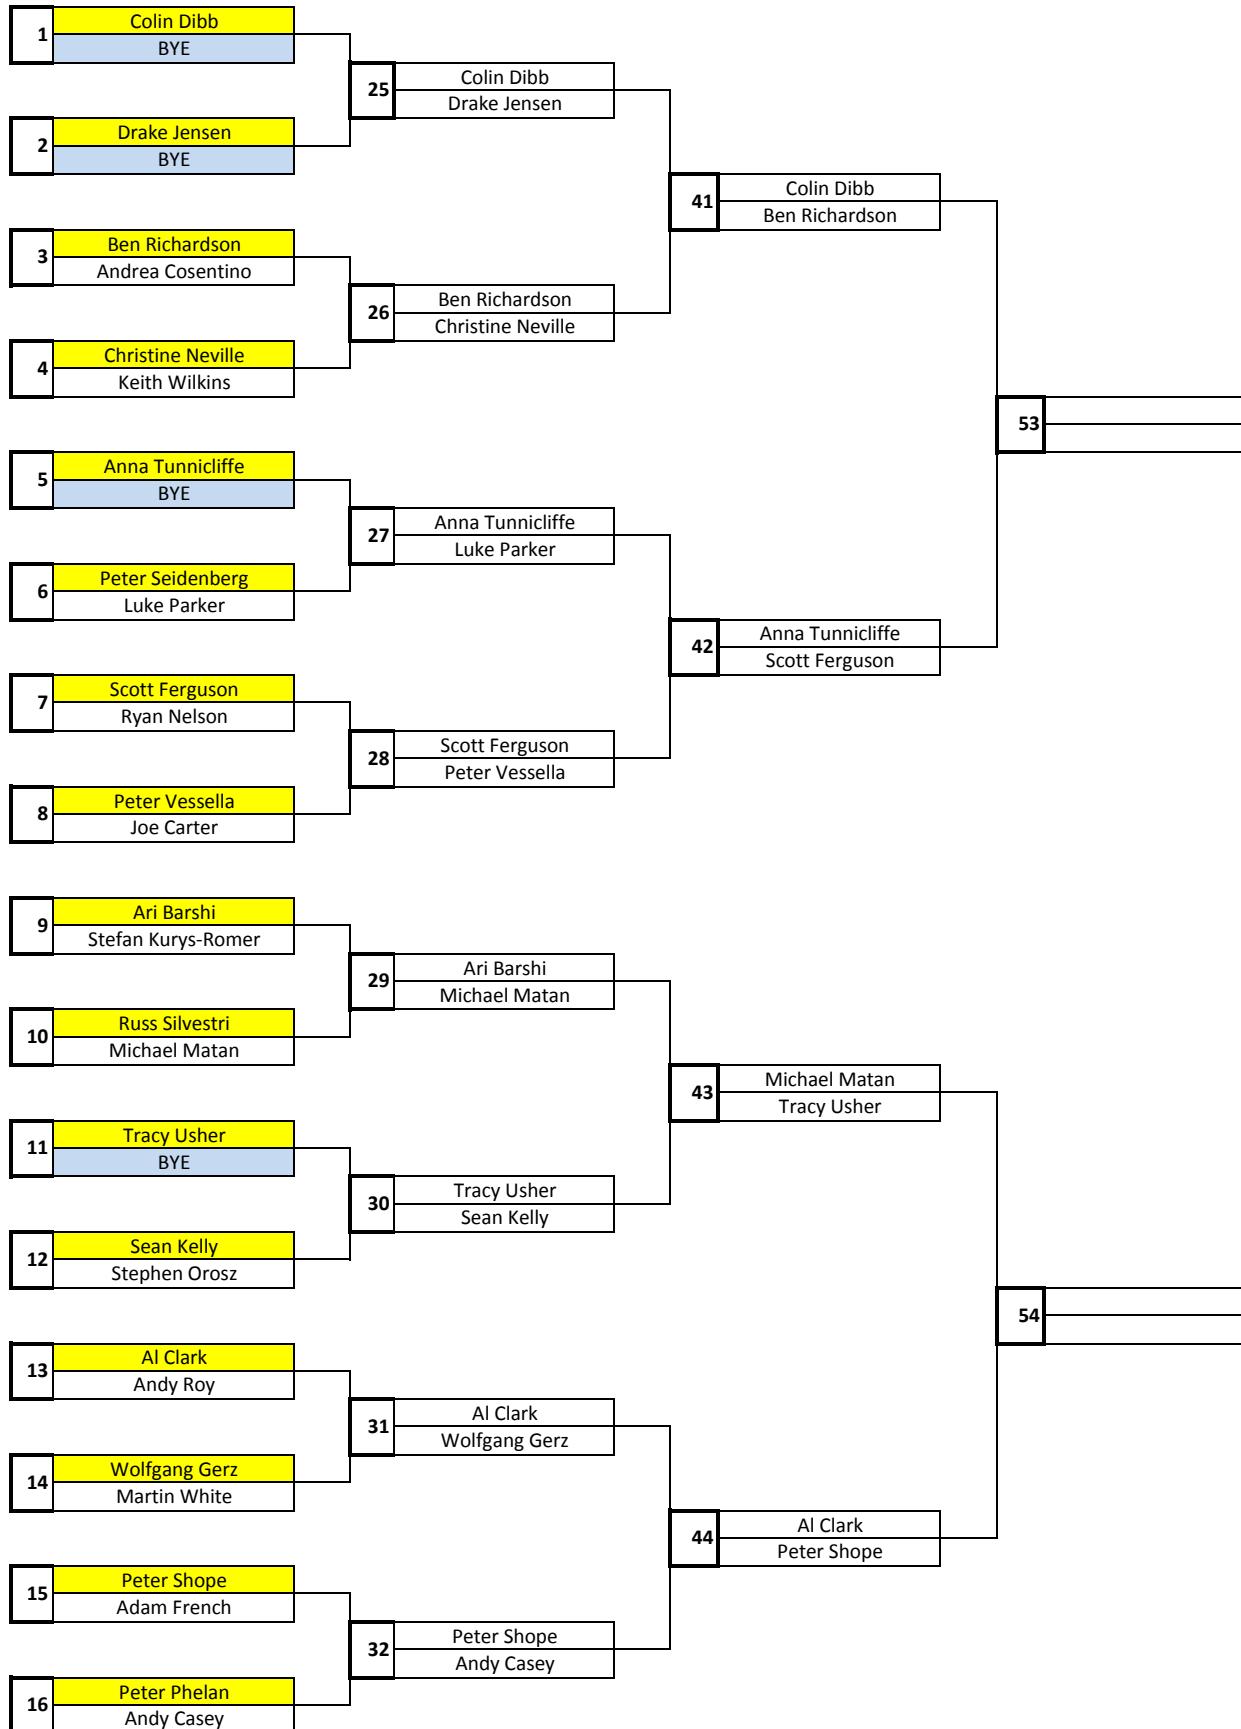 1
Colin Dibb
BYE
2
Drake Jensen
BYE
3
Ben Richardson
Andrea Cosentino
4
Christine Neville
Keith Wilkins
5
Anna Tunnicliffe
BYE
6
Peter Seidenberg
Luke Parker
7
Scott Ferguson
Ryan Nelson
8
Peter Vessella
Joe Carter
9
Ari Barshi
Stefan Kurys-Romer
10
Russ Silvestri
Michael Matan
11
Tracy Usher
BYE
12
Sean Kelly
Stephen Orosz
13
Al Clark
Andy Roy
14
Wolfgang Gerz
Martin White
15
Peter Shope
Adam French
16
Peter Phelan
Andy Casey
25
Colin Dibb
Drake Jensen
26
Ben Richardson
Christine Neville
27
Anna Tunnicliffe
Luke Parker
28
Scott Ferguson
Peter Vessella
29
Ari Barshi
Michael Matan
30
Tracy Usher
Sean Kelly
31
Al Clark
Wolfgang Gerz
32
Peter Shope
Andy Casey
41
Colin Dibb
Ben Richardson
42
Anna Tunnicliffe
Scott Ferguson
43
Michael Matan
Tracy Usher
44
Al Clark
Peter Shope
53
54